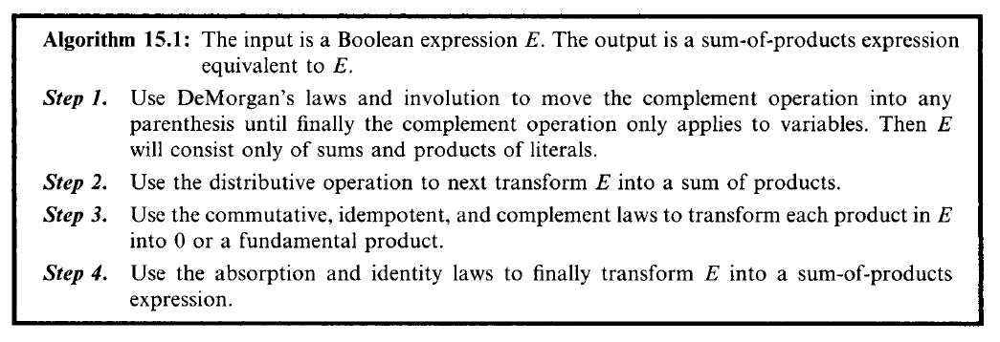 Algorithm 15.1: The input is a Boolean expression E. The output is a sum-of-products expression
equivalent to E.
Step 1. Use DeMorgan's laws and involution to move the complement operation into any
parenthesis until finally the complement operation only applies to variables. Then E
will consist only of sums and products of literals.
Step 2. Use the distributive operation to next transform E into a sum of products.
Step 3. Use the commutative, idempotent, and complement laws to transform each product in E
into 0 or a fundamental product.
Step 4. Use the absorption and identity laws to finally transform E into a sum-of-products
expression.